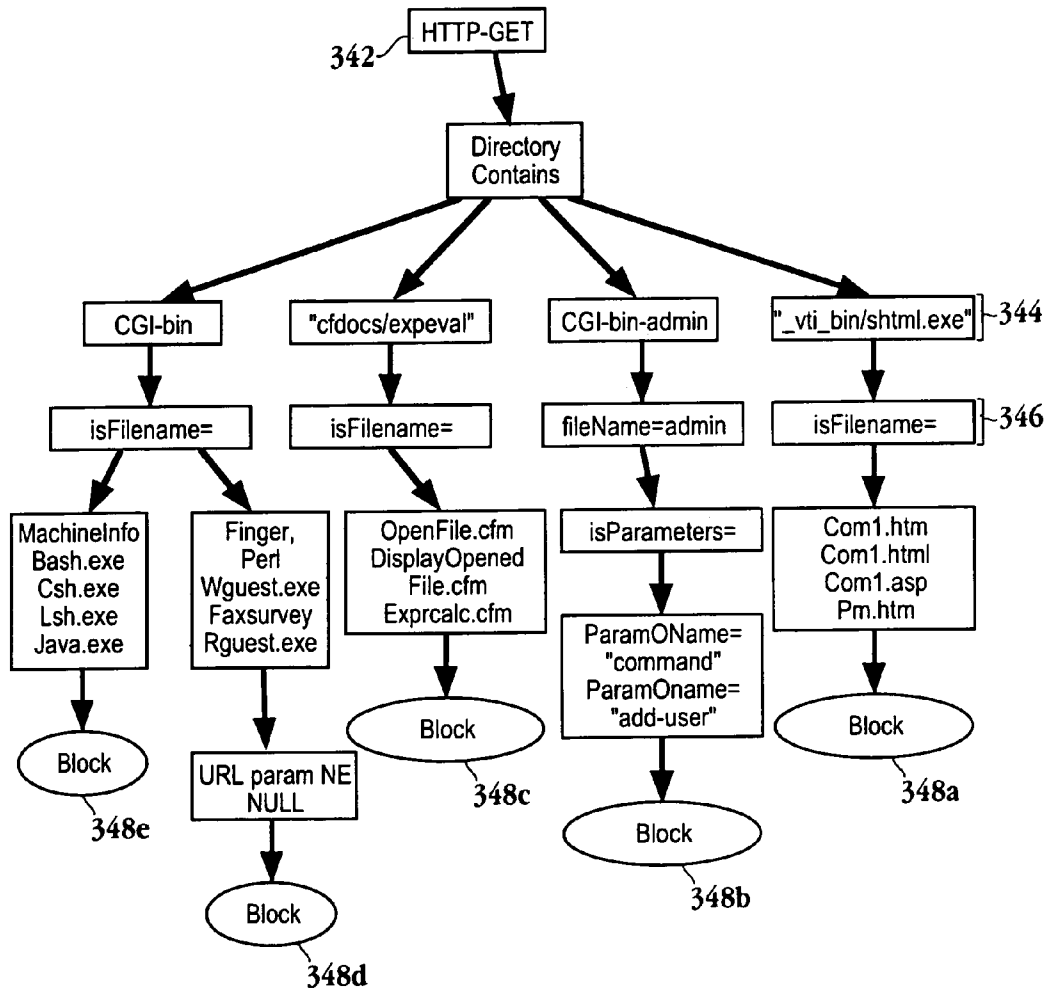 HTTP-GET
342
Directory
Contains
CGI-bin
"cfdocs/expeval"
CGI-bin-admin
"_vti_bin/shtml.exe"
344
isFilename=
isFilename=
fileName=admin
isFilename=
346
MachineInfo
Bash.exe
Csh.exe
Lsh.exe
Java.exe
Finger,
Perl
Wguest.exe
Faxsurvey
Rguest.exe
OpenFile.cfm
DisplayOpened
File.cfm
Exprcalc.cfm
isParameters=
Com1.htm
Com1.html
Com1.asp
Pm.htm
ParamOName=
"command"
ParamOname=
"add-user"
Block
348e
URL param NE
NULL
Block
348c
Block
348a
Block
348b
Block
348d